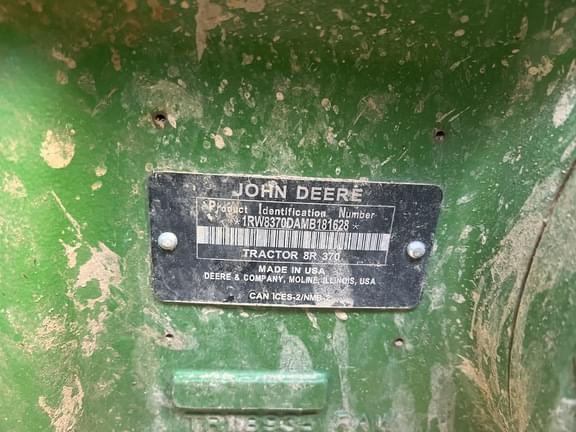 JOHN DEERE
Product Identification Number
*1RW8370DAMB181628*
TRACTOR 8R 370
MADE IN USA
DEERE & COMPANY, MOLINE, ILLINOIS, USA
CAN ICES-2/NMB-2